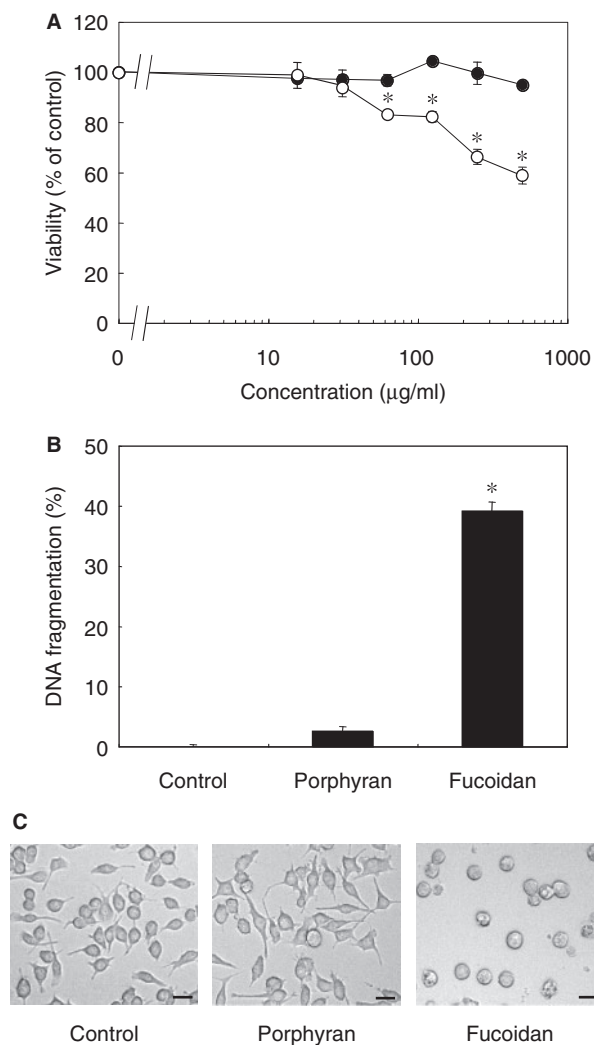 A
120
100
80
60
40
20
0
Viability (% of control)
*
*
*
*
0 10 100 1000
Concentration (μg/ml)
B
50
40
30
20
10
0
DNA fragmentation (%)
*
Control Porphyran Fucoidan
C
Control Porphyran Fucoidan